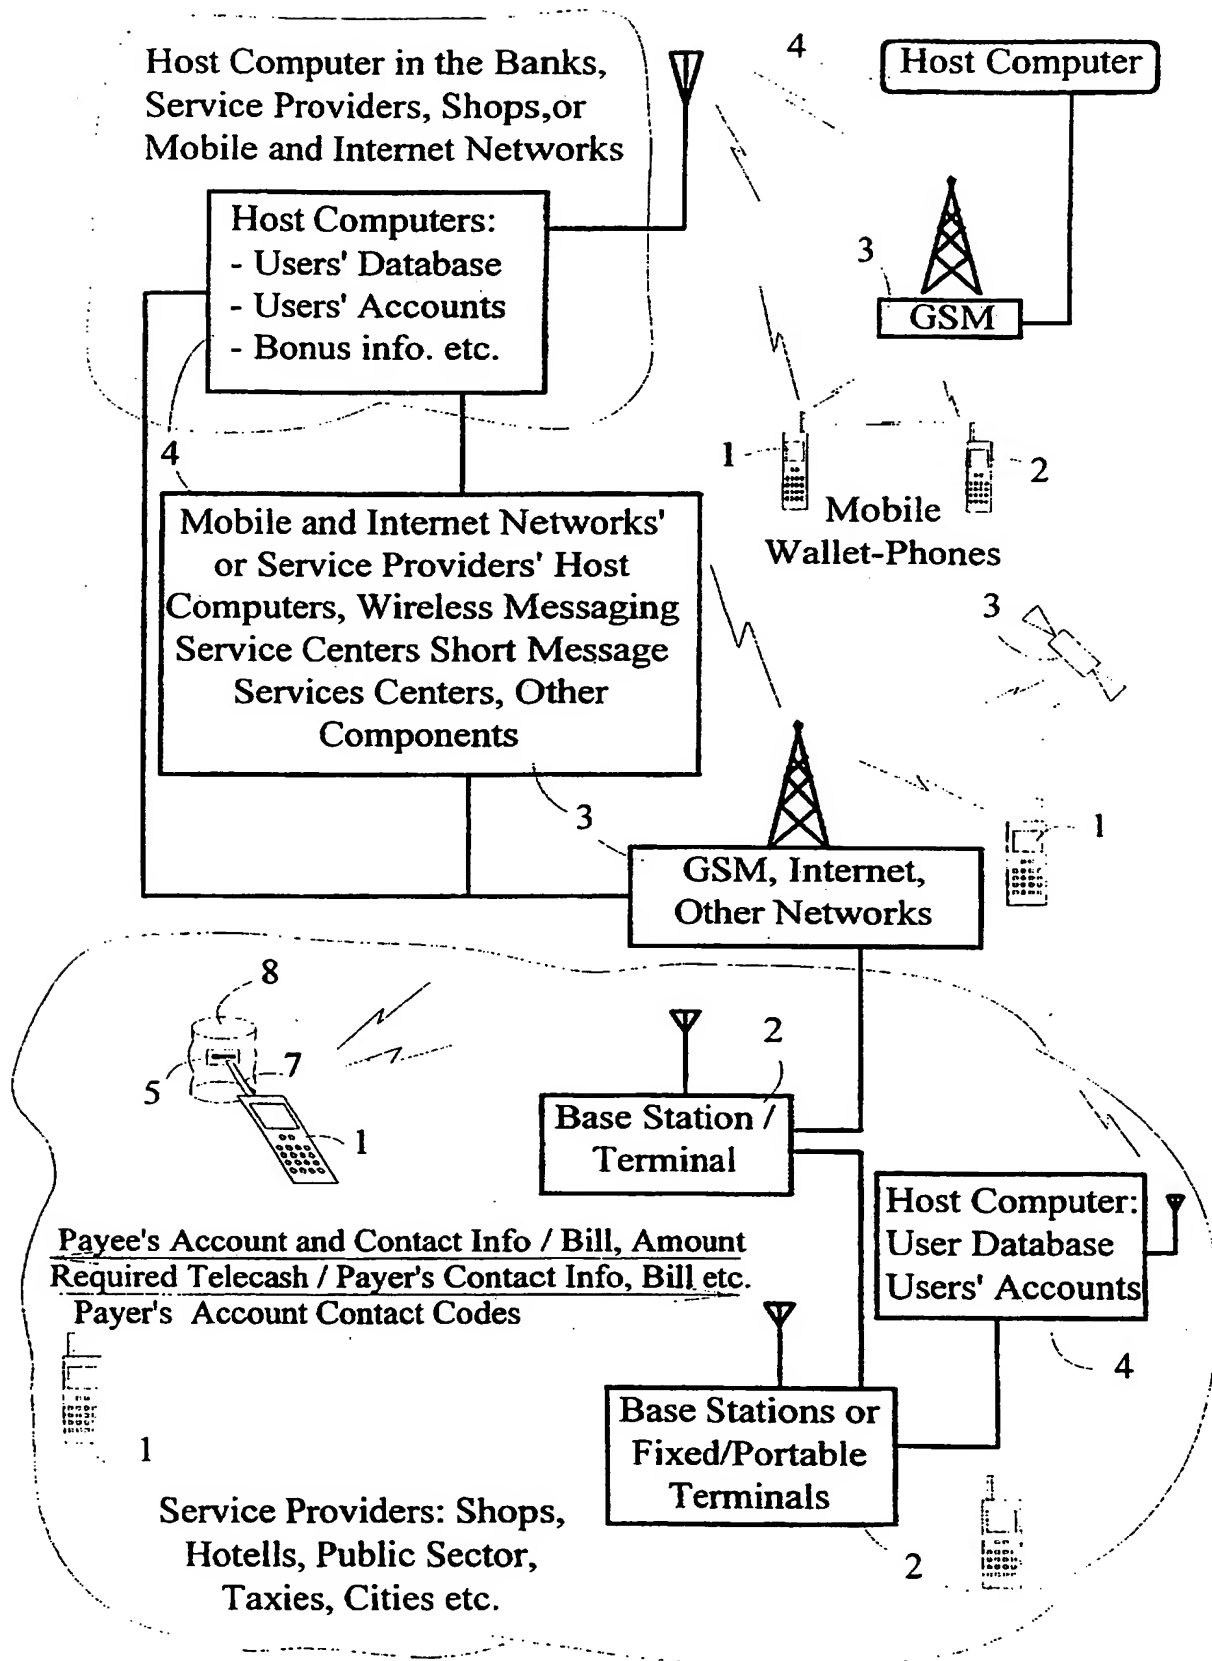 Host Computer in the Banks,
Service Providers, Shops,or
Mobile and Internet Networks
4
Host Computer
Host Computers:
- Users' Database
- Users' Accounts
- Bonus info. etc.
3
GSM
4
1
2
Mobile
Wallet-Phones
Mobile and Internet Networks'
or Service Providers' Host
Computers, Wireless Messaging
Service Centers Short Message
Services Centers, Other
Components
3
3
1
GSM, Internet,
Other Networks
8
5
7
1
2
Base Station /
Terminal
Host Computer:
User Database
Users' Accounts
Payee's Account and Contact Info / Bill, Amount
Required Telecash / Payer's Contact Info, Bill etc.
Payer's Account Contact Codes
4
1
Base Stations or
Fixed/Portable
Terminals
2
Service Providers: Shops,
Hotells, Public Sector,
Taxies, Cities etc.